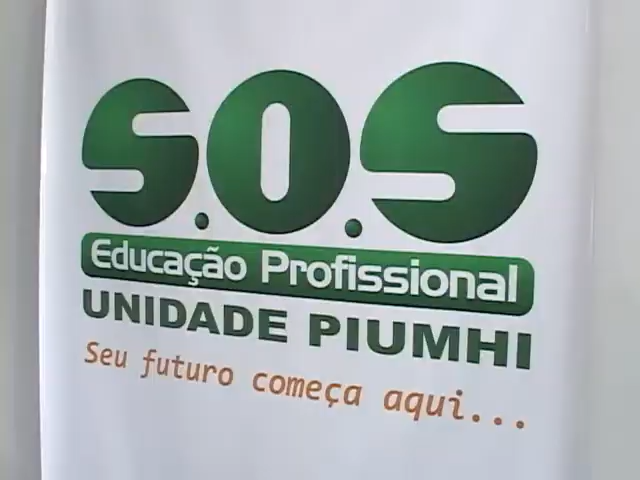 S.O.S
Educação Profissional
UNIDADE PIUMHI
Seu futuro começa aqui...